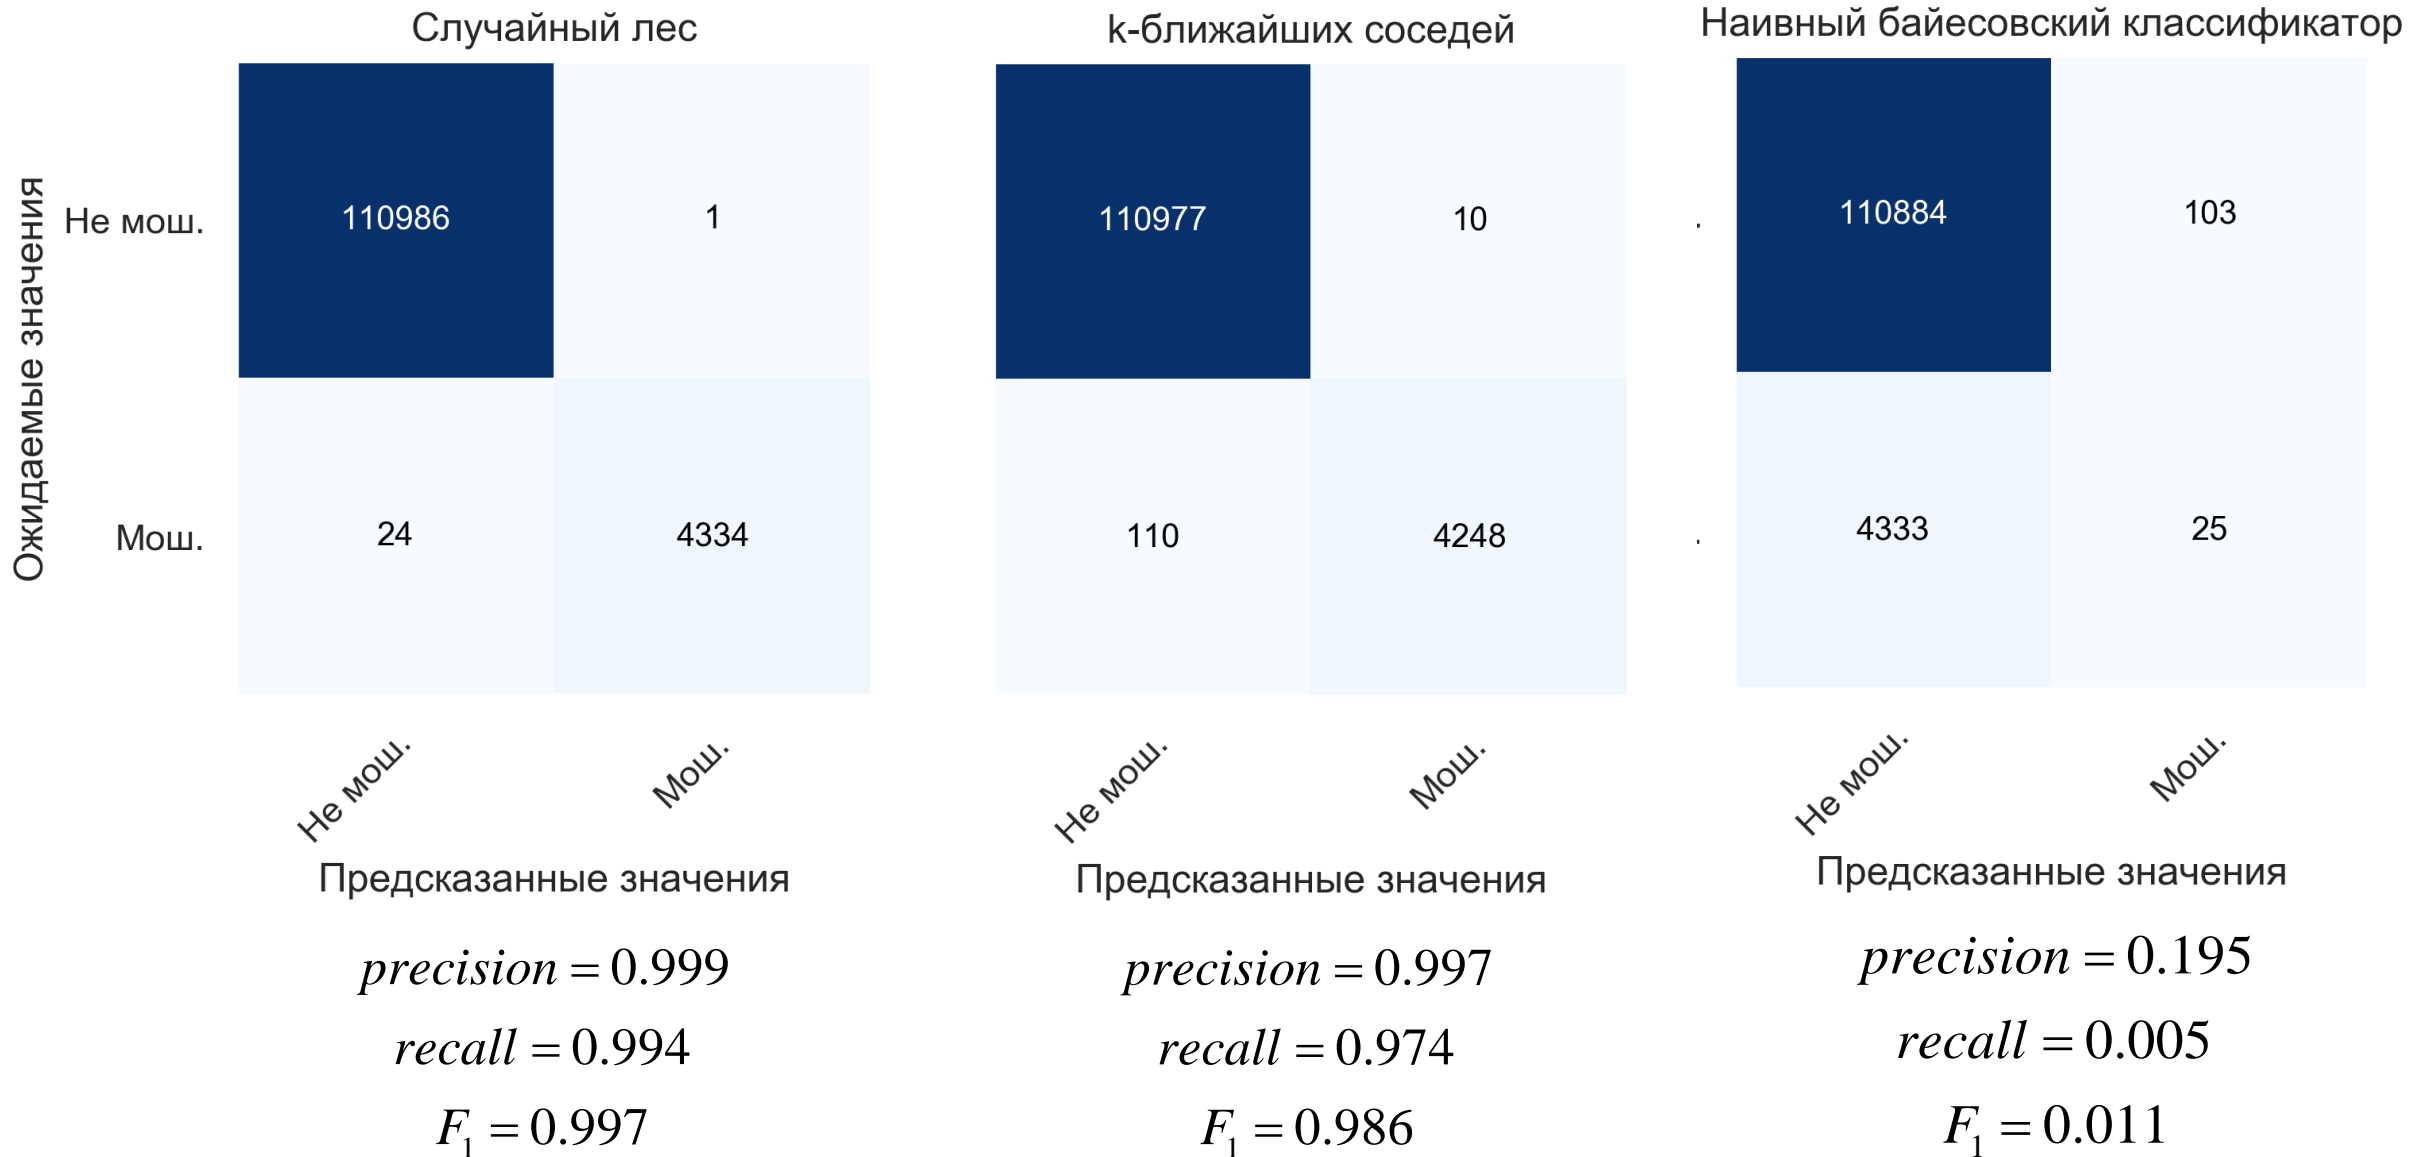 Случайный лес
Ожидаемые значения
Не мош.
Мош.
110986
1
24
4334
Не мош.
Мош.
Предсказанные значения
precision = 0.999
recall = 0.994
F₁ = 0.997
k-ближайших соседей
110977
10
110
4248
Не мош.
Мош.
Предсказанные значения
precision = 0.997
recall = 0.974
F₁ = 0.986
Наивный байесовский классификатор
.
.
110884
103
4333
25
Не мош.
Мош.
Предсказанные значения
precision = 0.195
recall = 0.005
F₁ = 0.011